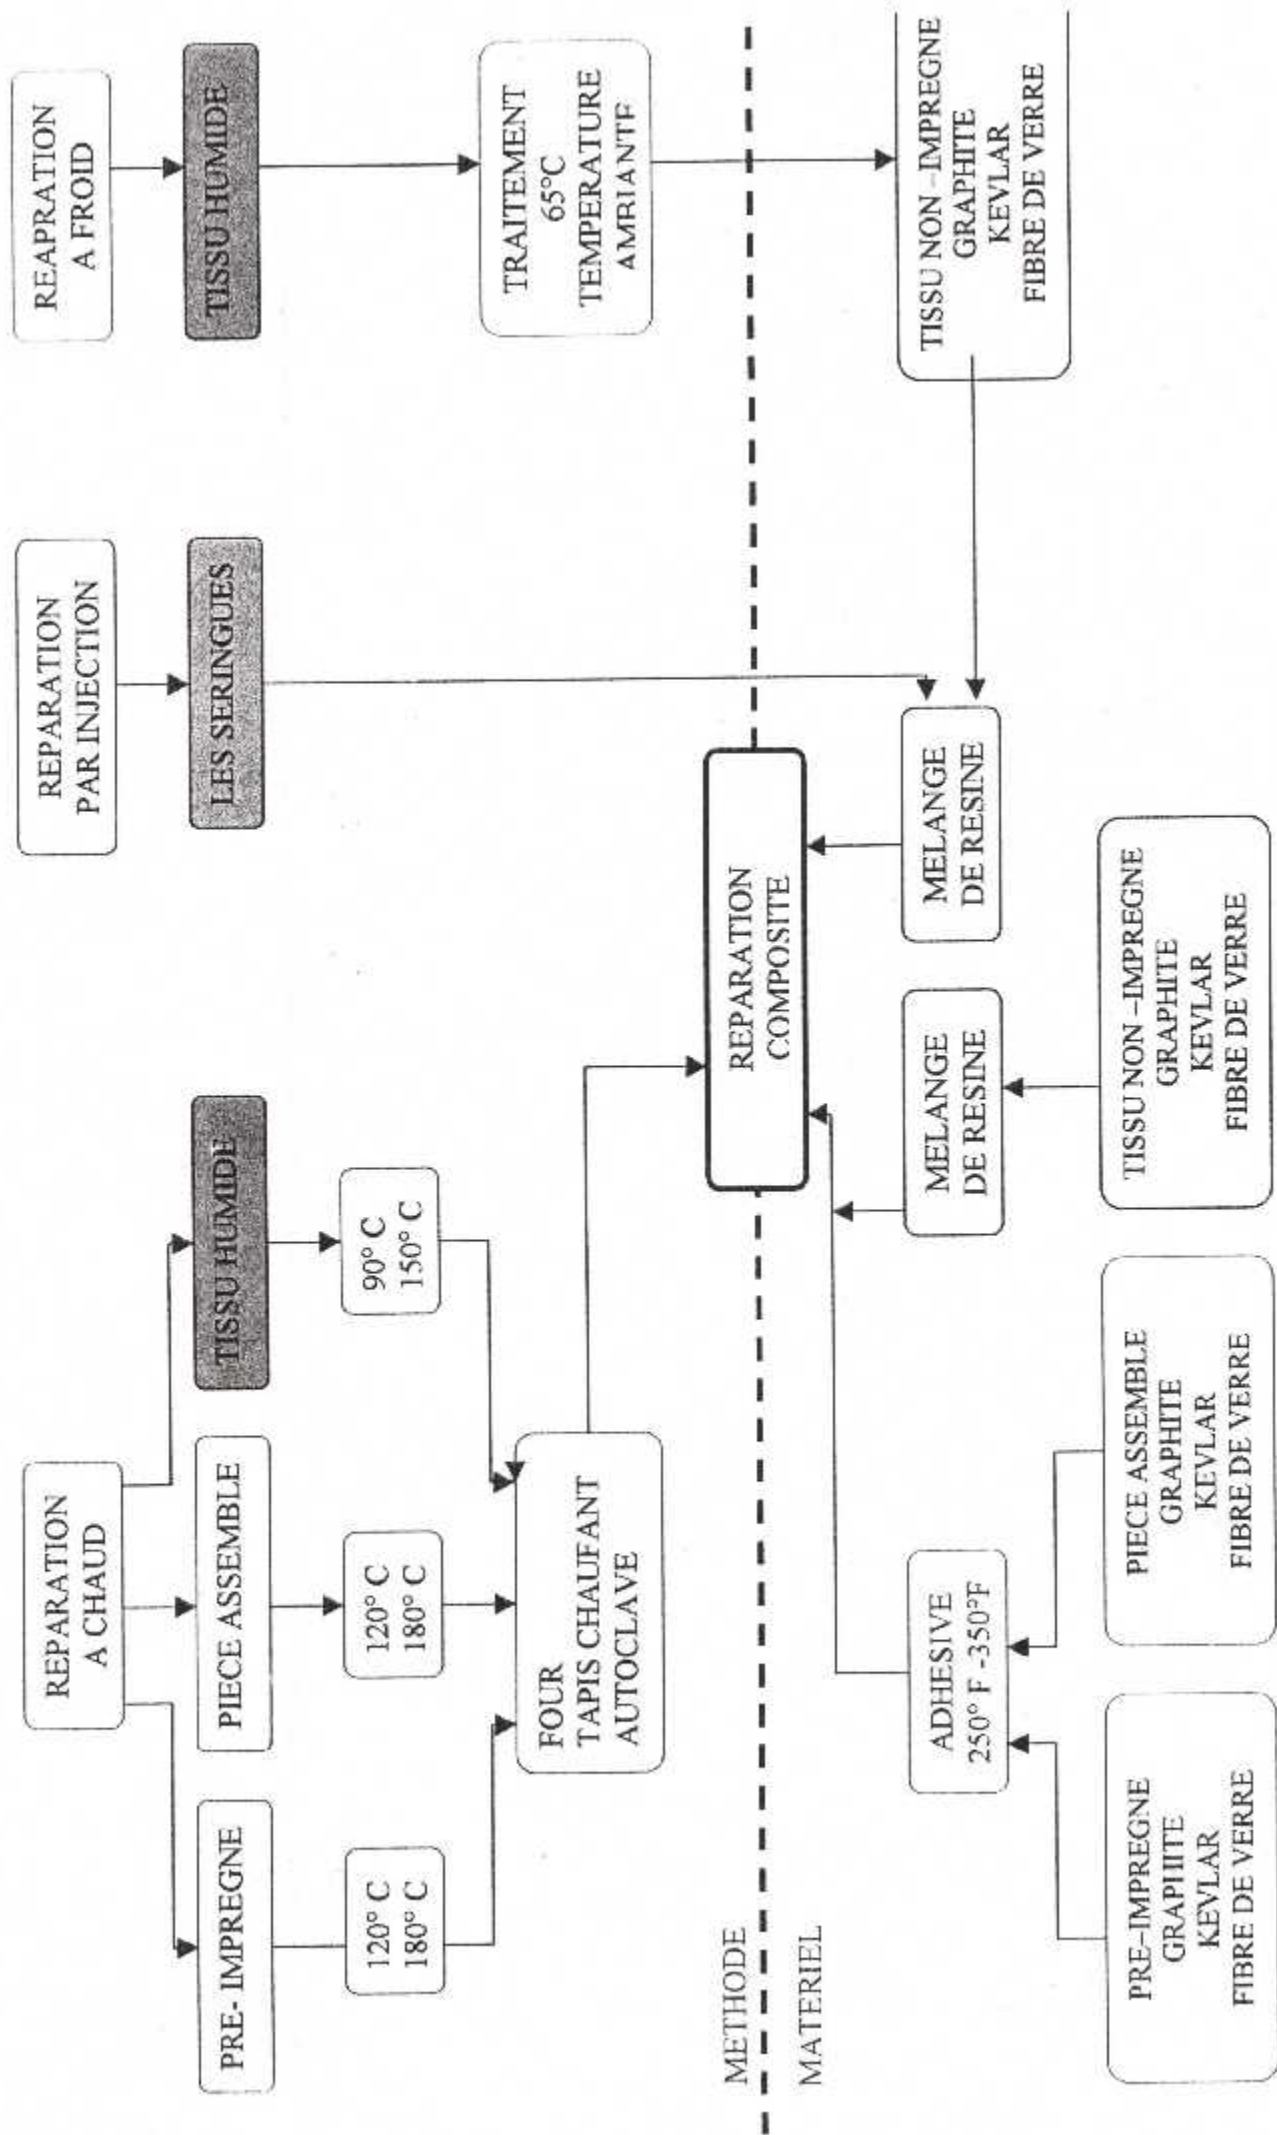 REPARATION
A CHAUD
REPARATION
PAR INJECTION
REAPRATION
A FROID
PRE- IMPREGNE
PIECE ASSEMBLE
TISSU HUMIDE
LES SERINGUES
TISSU HUMIDE
120° C
180° C
120° C
180° C
90° C
150° C
FOUR
TAPIS CHAUFANT
AUTOCLAVE
TRAITEMENT
65°C
TEMPERATURE
AMBIANTE
METHODE
REPARATION
COMPOSITE
MATERIEL
ADHESIVE
250° F -350°F
MELANGE
DE RESINE
MELANGE
DE RESINE
TISSU NON –IMPREGNE
GRAPHITE
KEVLAR
FIBRE DE VERRE
PRE–IMPREGNE
GRAPHITE
KEVLAR
FIBRE DE VERRE
PIECE ASSEMBLE
GRAPHITE
KEVLAR
FIBRE DE VERRE
TISSU NON –IMPREGNE
GRAPHITE
KEVLAR
FIBRE DE VERRE